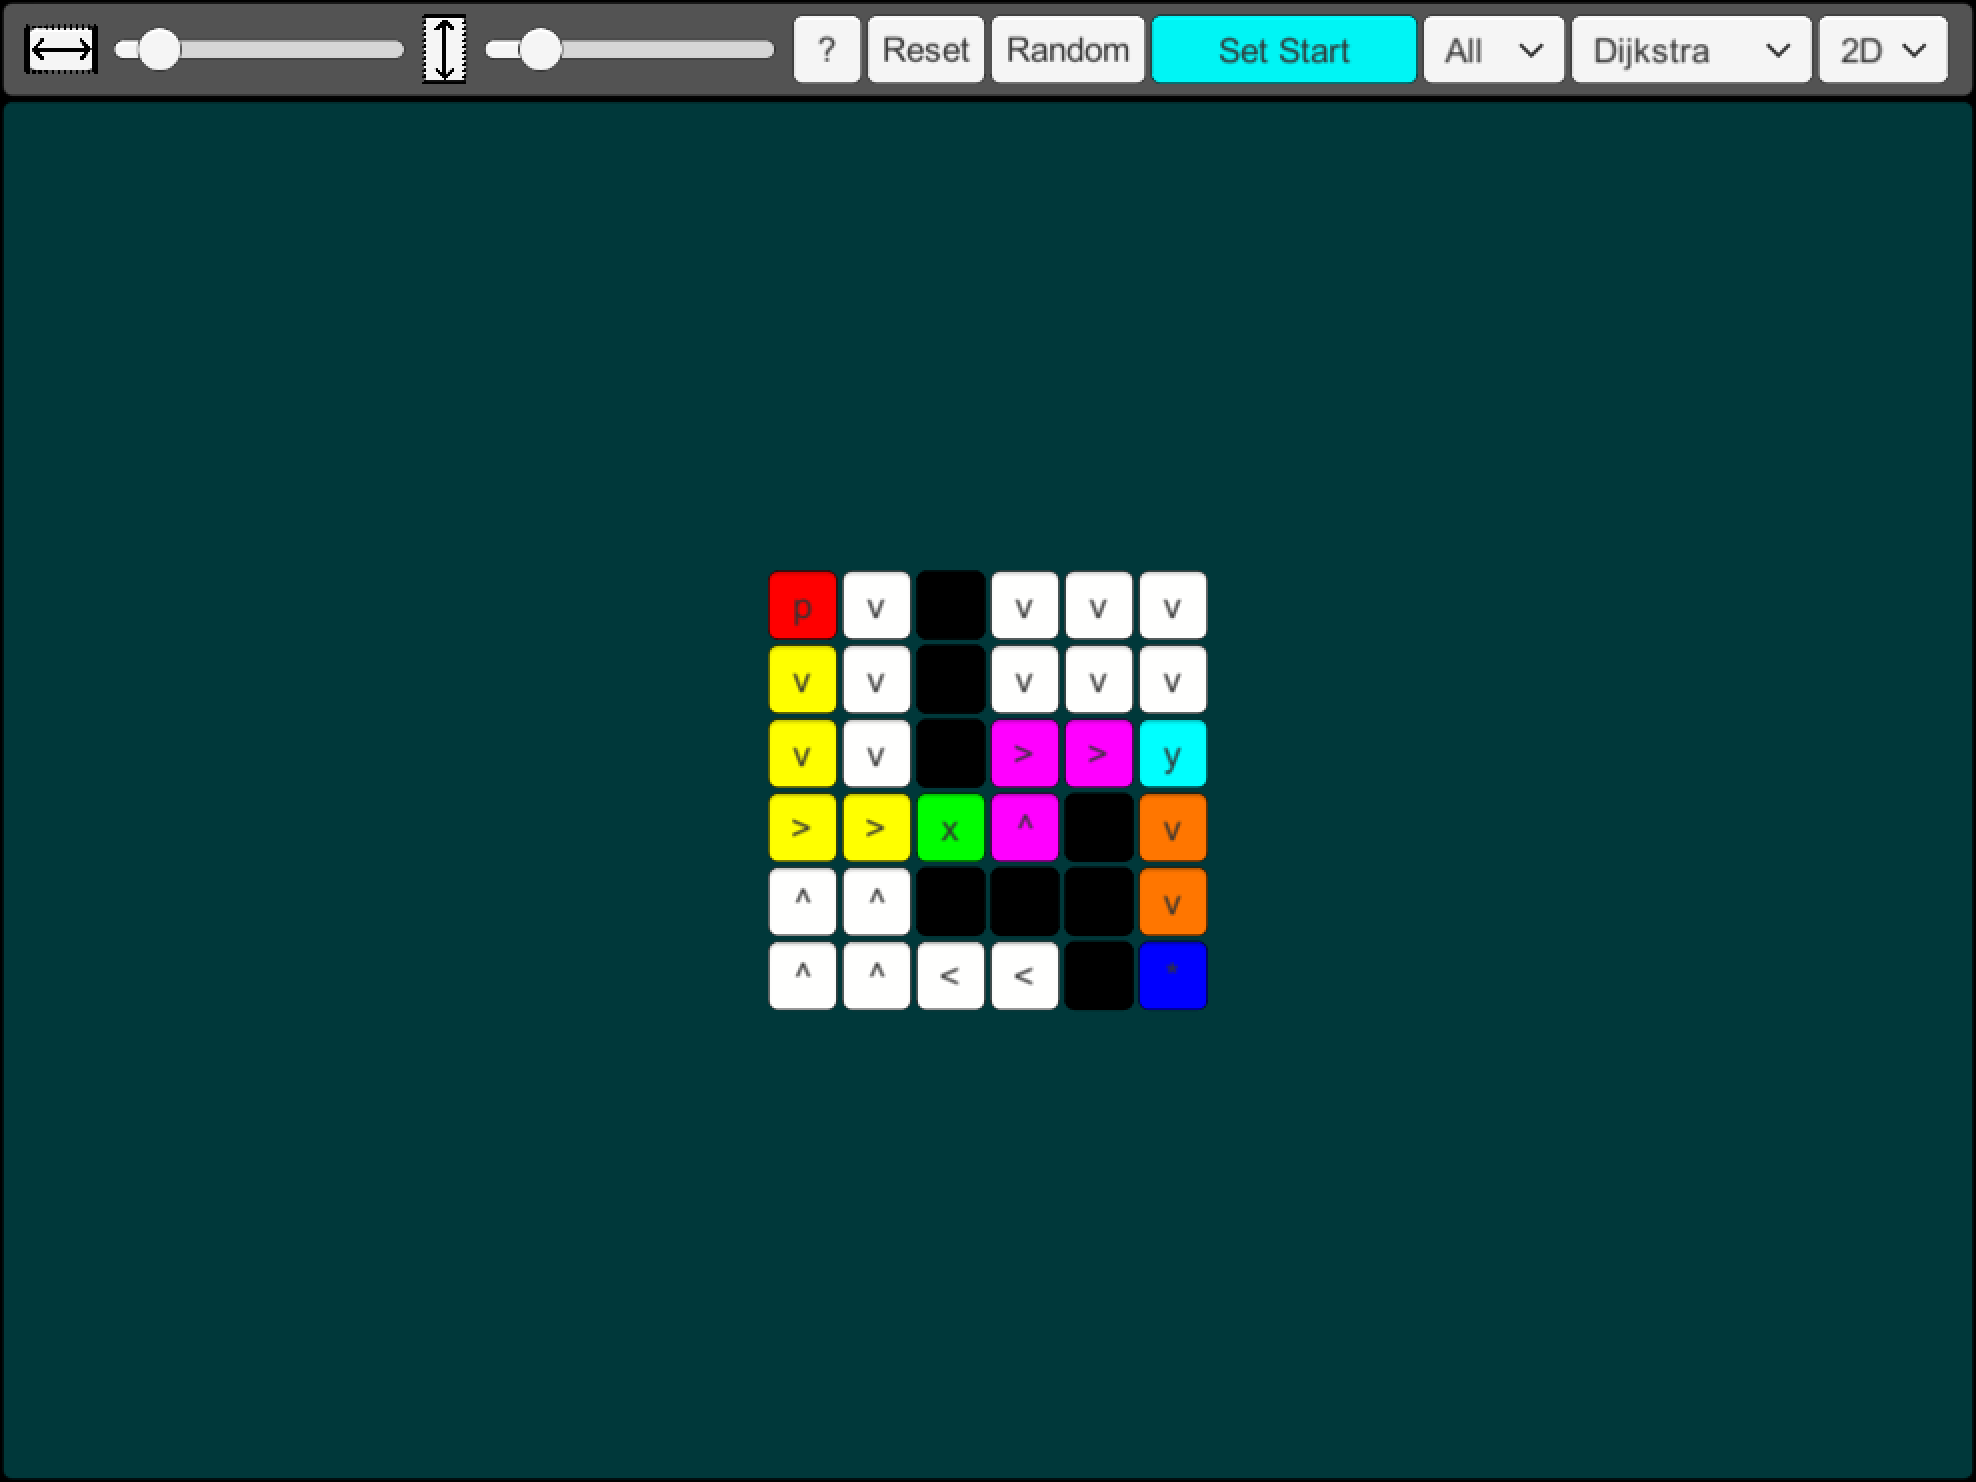 ? Reset Random Set Start All Dijkstra 2D
p v v v v
v v v v v
v v > > y
> > x ^ v
^ ^ v
^ ^ < < *